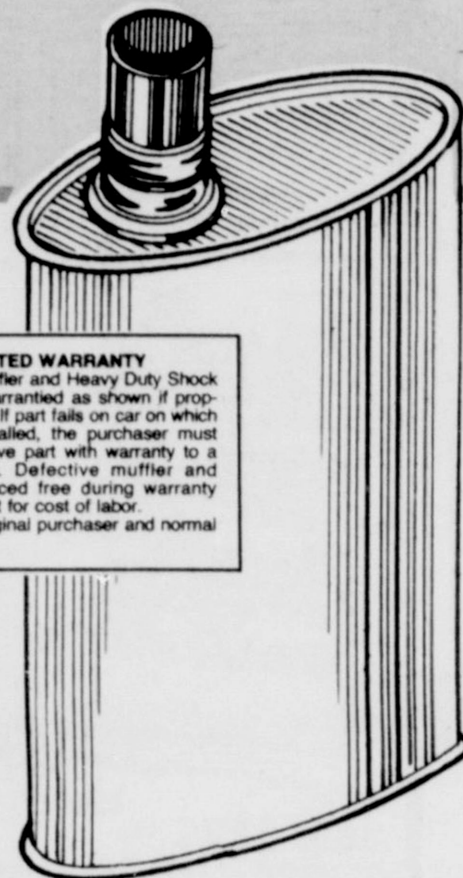 TED WARRANTY
fler and Heavy Duty Shock
arrantied as shown if prop-
If part fails on car on which
alled, the purchaser must
ve part with warranty to a
. Defective muffler and
ced free during warranty
t for cost of labor.
ginal purchaser and normal